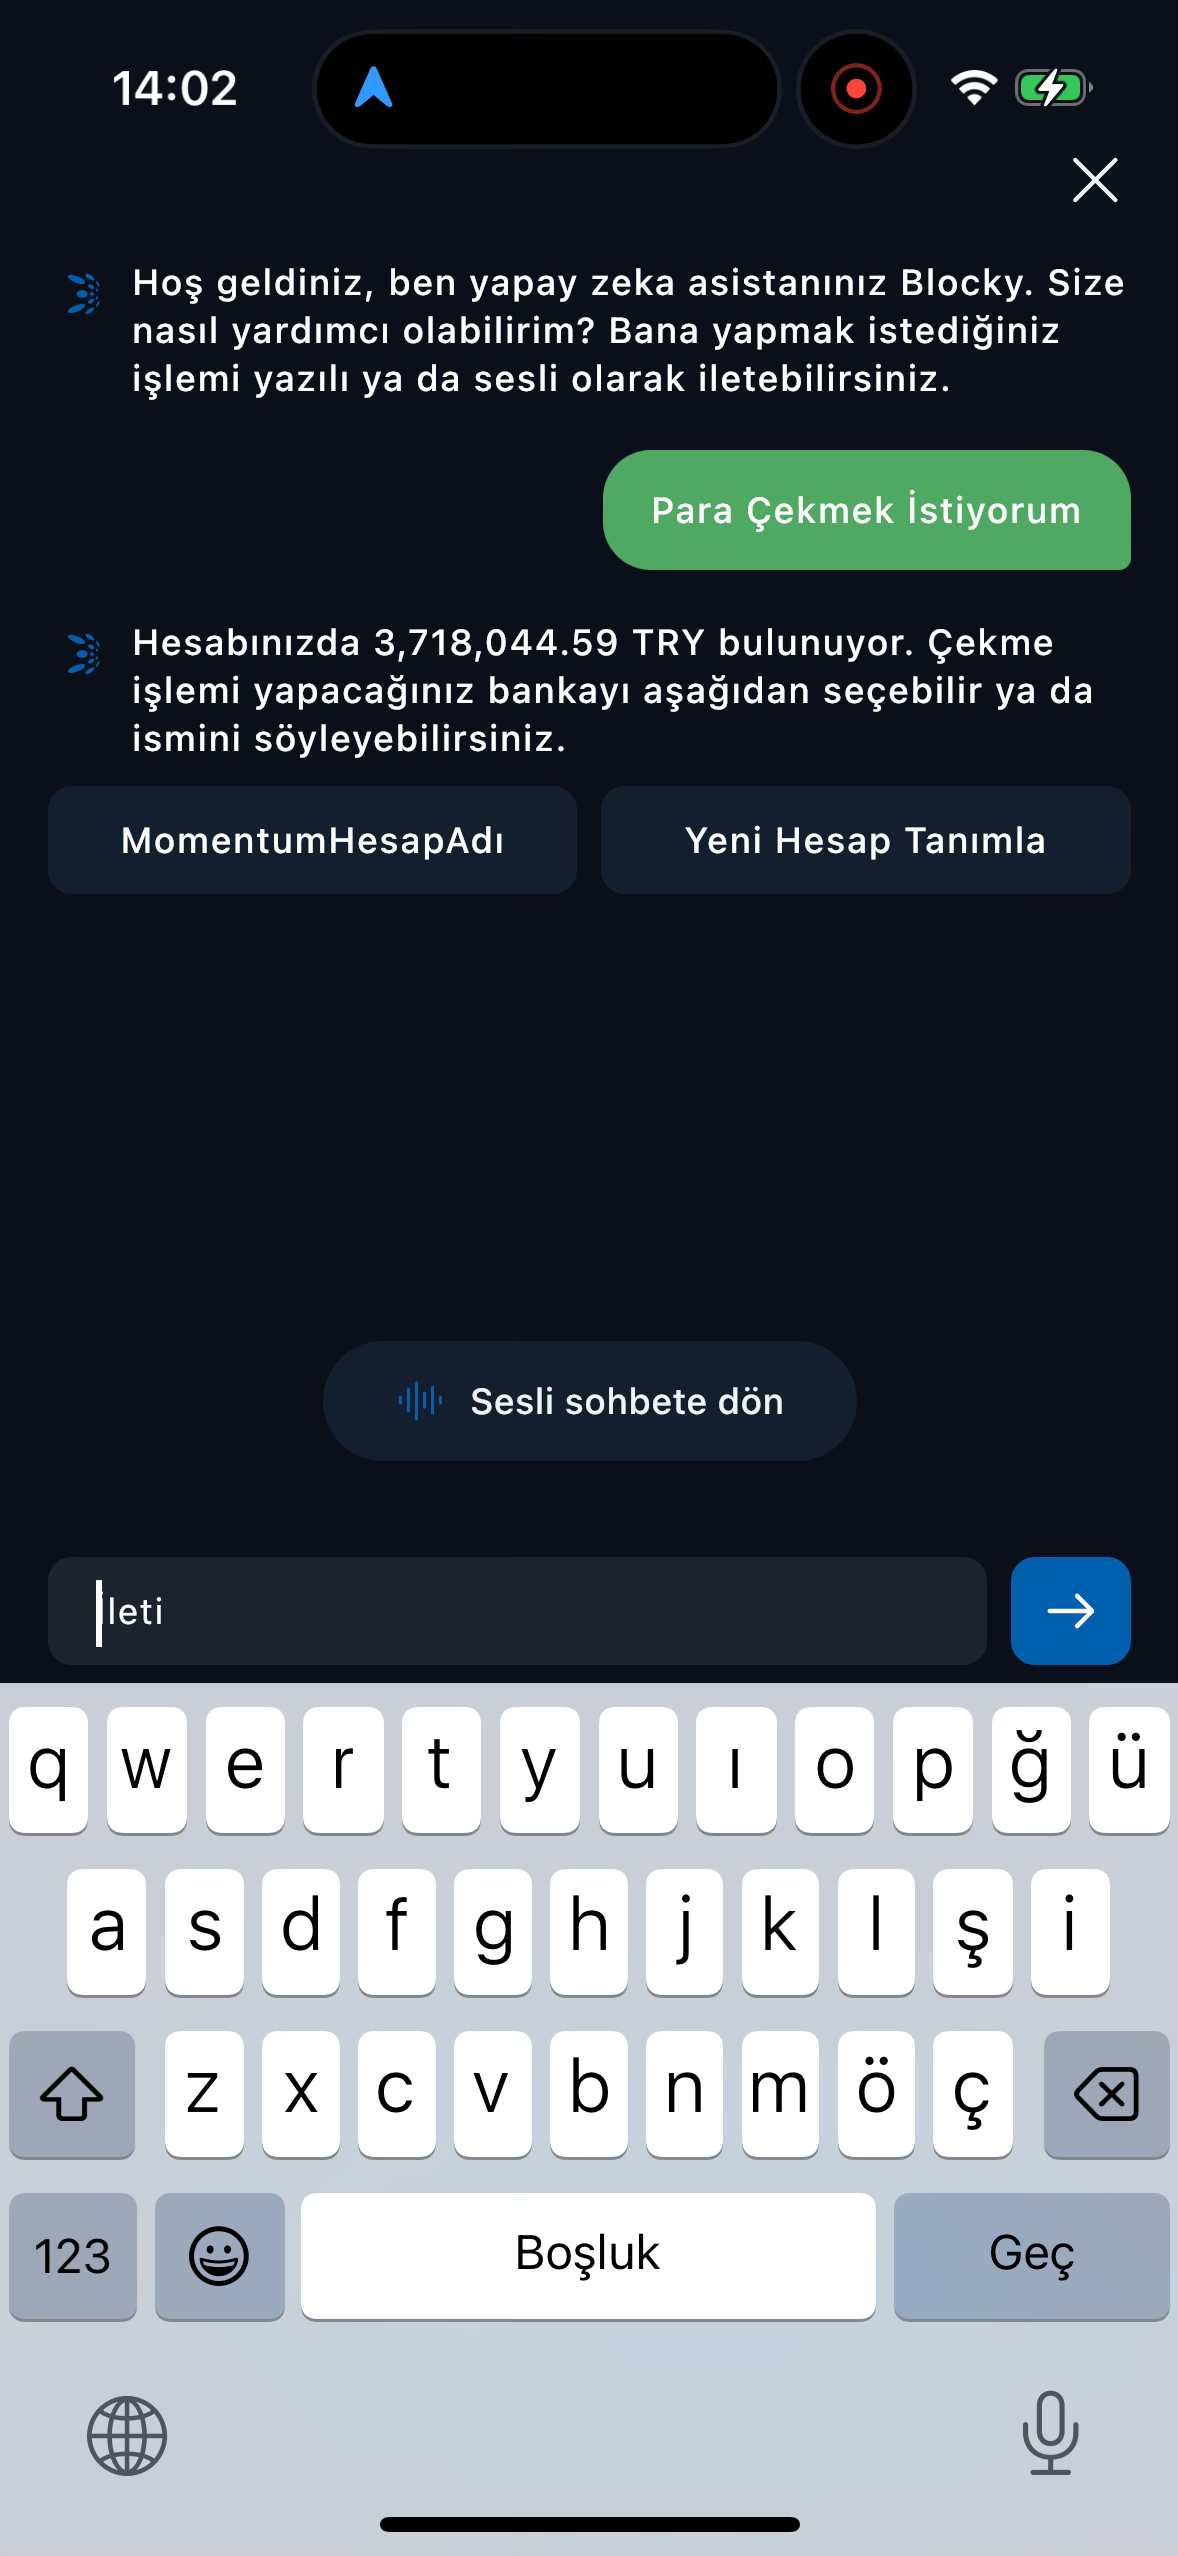 14:02
Hoş geldiniz, ben yapay zeka asistanınız Blocky. Size
nasıl yardımcı olabilirim? Bana yapmak istediğiniz
işlemi yazılı ya da sesli olarak iletebilirsiniz.
Para Çekmek İstiyorum
Hesabınızda 3,718,044.59 TRY bulunuyor. Çekme
işlemi yapacağınız bankayı aşağıdan seçebilir ya da
ismini söyleyebilirsiniz.
MomentumHesapAdı
Yeni Hesap Tanımla
Sesli sohbete dön
İleti
q w e r t y u ı o p ğ ü
a s d f g h j k l ş i
z x c v b n m ö ç
123 Boşluk Geç